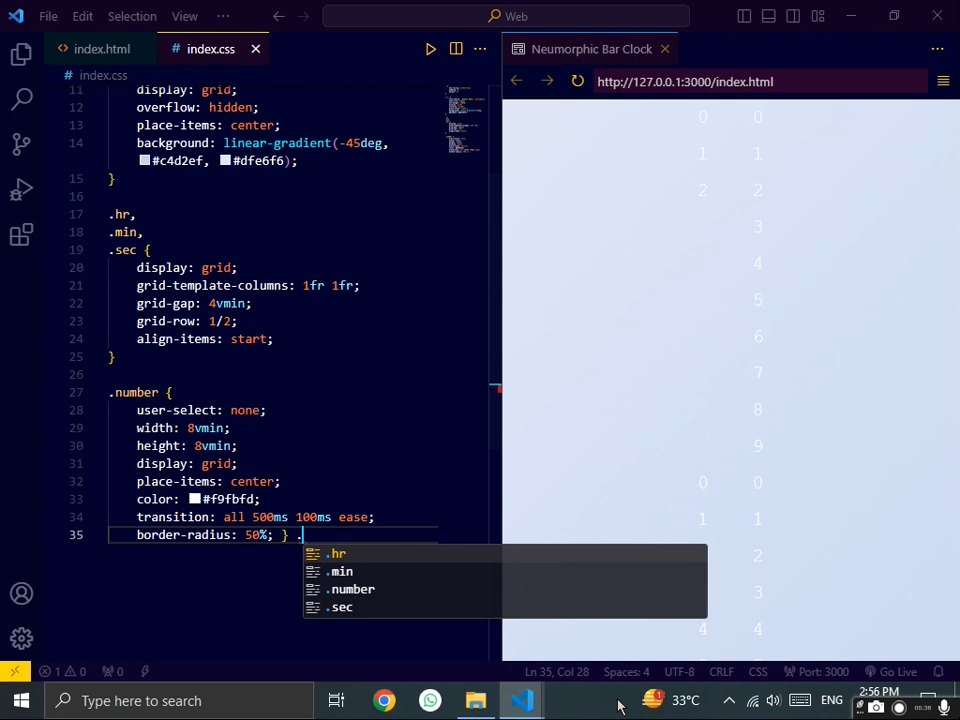 File Edit Selection View ··· Web
index.html index.css
index.css
11 display: grid;
12 overflow: hidden;
13 place-items: center;
14 background: linear-gradient(-45deg,
#c4d2ef, #dfe6f6);
15 }
16
17 .hr,
18 .min,
19 .sec {
20 display: grid;
21 grid-template-columns: 1fr 1fr;
22 grid-gap: 4vmin;
23 grid-row: 1/2;
24 align-items: start;
25 }
26
27 .number {
28 user-select: none;
29 width: 8vmin;
30 height: 8vmin;
31 display: grid;
32 place-items: center;
33 color: #f9fbfd;
34 transition: all 500ms 100ms ease;
35 border-radius: 50%; } .
.hr
.min
.number
.sec
Neumorphic Bar Clock
http://127.0.0.1:3000/index.html
0 0
1 1
2 2
3
4
5
6
7
8
9
0 0
1 1
2
3
4 4
1 0 0 Ln 35, Col 28 Spaces: 4 UTF-8 CRLF CSS Port: 3000 Go Live
Type here to search
1 33°C ENG 2:56 PM 00:36